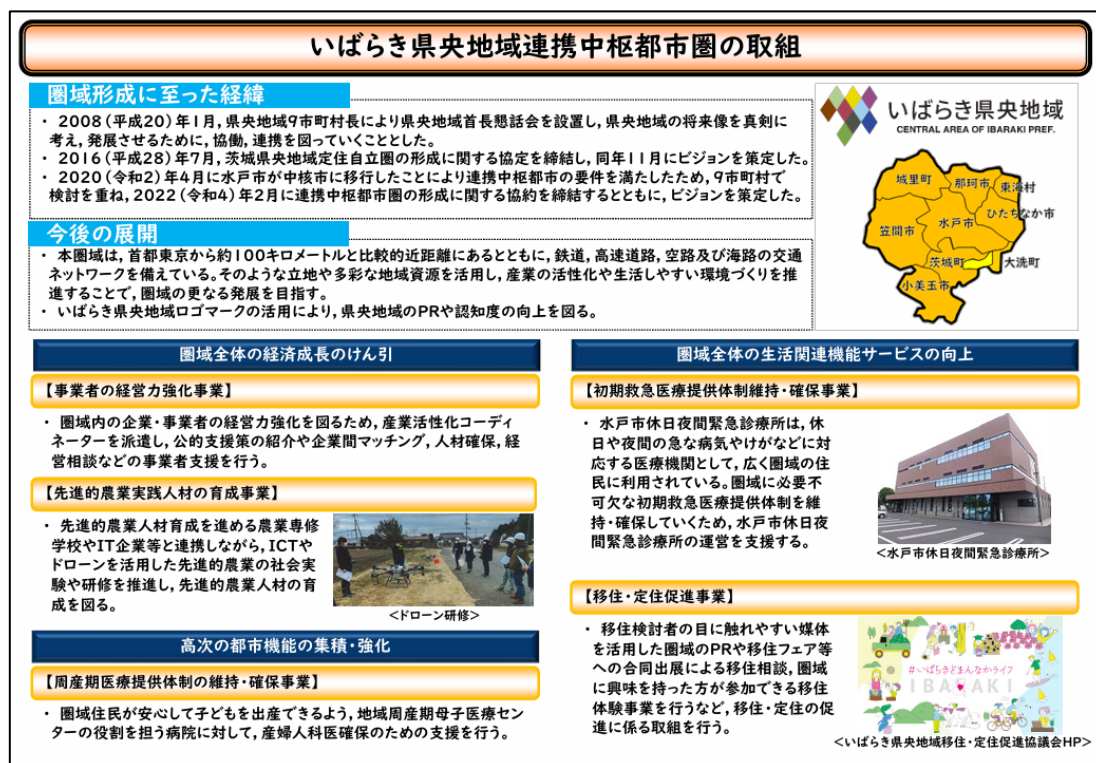 いばらき県央地域連携中枢都市圏の取組
圏域形成に至った経緯
・ 2008(平成20)年1月,県央地域9市町村長により県央地域首長懇話会を設置し,県央地域の将来像を真剣に
考え,発展させるために,協働,連携を図っていくこととした。
・ 2016(平成28)年7月,茨城県央地域定住自立圏の形成に関する協定を締結し,同年11月にビジョンを策定した。
・ 2020(令和2)年4月に水戸市が中核市に移行したことにより連携中枢都市の要件を満たしたため,9市町村で
検討を重ね,2022(令和4)年2月に連携中枢都市圏の形成に関する協約を締結するとともに,ビジョンを策定した。
今後の展開
・ 本圏域は,首都東京から約100キロメートルと比較的近距離にあるとともに,鉄道,高速道路,空路及び海路の交通
ネットワークを備えている。そのような立地や多彩な地域資源を活用し,産業の活性化や生活しやすい環境づくりを推
進することで,圏域の更なる発展を目指す。
・ いばらき県央地域ロゴマークの活用により,県央地域のPRや認知度の向上を図る。
いばらき県央地域
CENTRAL AREA OF IBARAKI PREF.
城里町
那珂市
東海村
ひたちなか市
水戸市
笠間市
茨城町
大洗町
小美玉市
圏域全体の経済成長のけん引
【事業者の経営力強化事業】
・ 圏域内の企業・事業者の経営力強化を図るため,産業活性化コーディ
ネーターを派遣し,公的支援策の紹介や企業間マッチング,人材確保,経
営相談などの事業者支援を行う。
【先進的農業実践人材の育成事業】
・ 先進的農業人材育成を進める農業専修
学校やIT企業等と連携しながら,ICTや
ドローンを活用した先進的農業の社会実
験や研修を推進し,先進的農業人材の育
成を図る。
<ドローン研修>
高次の都市機能の集積・強化
【周産期医療提供体制の維持・確保事業】
・ 圏域住民が安心して子どもを出産できるよう,地域周産期母子医療セン
ターの役割を担う病院に対して,産婦人科医確保のための支援を行う。
圏域全体の生活関連機能サービスの向上
【初期救急医療提供体制維持・確保事業】
・ 水戸市休日夜間緊急診療所は,休
日や夜間の急な病気やけがなどに対
応する医療機関として,広く圏域の住
民に利用されている。圏域に必要不
可欠な初期救急医療提供体制を維
持・確保していくため,水戸市休日夜
間緊急診療所の運営を支援する。
<水戸市休日夜間緊急診療所>
【移住・定住促進事業】
・ 移住検討者の目に触れやすい媒体
を活用した圏域のPRや移住フェア等
への合同出展による移住相談,圏域
に興味を持った方が参加できる移住
体験事業を行うなど,移住・定住の促
進に係る取組を行う。
#いばらきどまんなかライフ
IBARAKI
<いばらき県央地域移住・定住促進協議会HP>